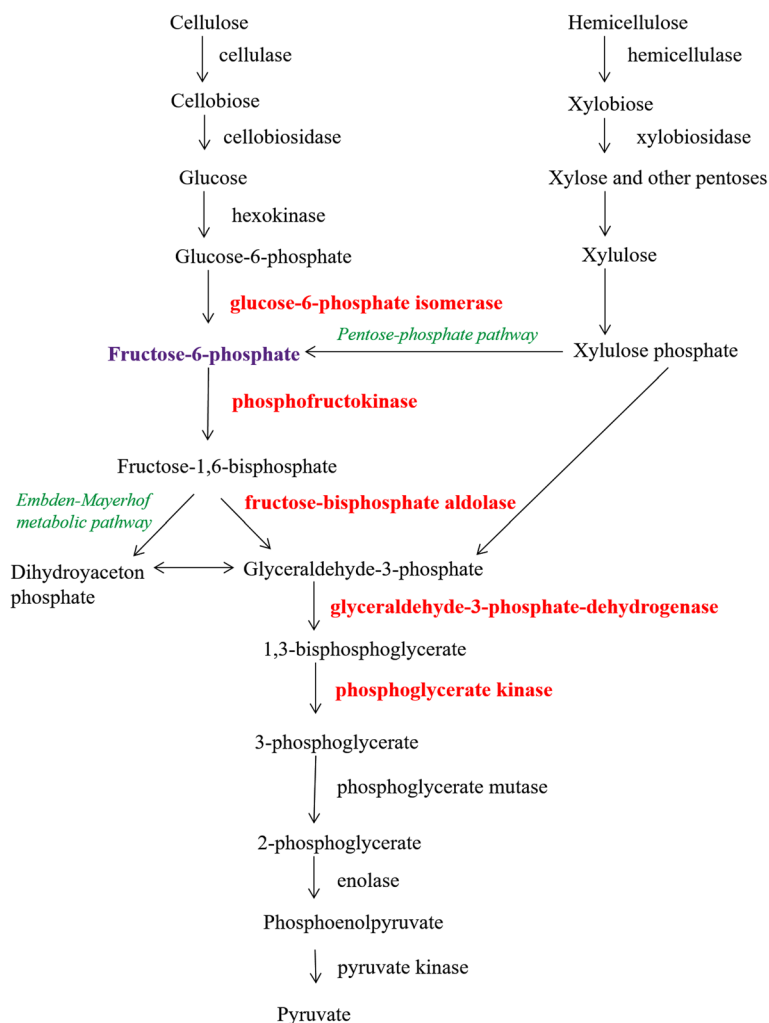 Cellulose
Hemicellulose
cellulase
hemicellulase
Cellobiose
Xylobiose
cellobiosidase
xylobiosidase
Glucose
Xylose and other pentoses
hexokinase
Glucose-6-phosphate
Xylulose
glucose-6-phosphate isomerase
Pentose-phosphate pathway
Fructose-6-phosphate
Xylulose phosphate
phosphofructokinase
Fructose-1,6-bisphosphate
Embden-Mayerhof
metabolic pathway
fructose-bisphosphate aldolase
Dihydroyaceton
phosphate
Glyceraldehyde-3-phosphate
glyceraldehyde-3-phosphate-dehydrogenase
1,3-bisphosphoglycerate
phosphoglycerate kinase
3-phosphoglycerate
phosphoglycerate mutase
2-phosphoglycerate
enolase
Phosphoenolpyruvate
pyruvate kinase
Pyruvate